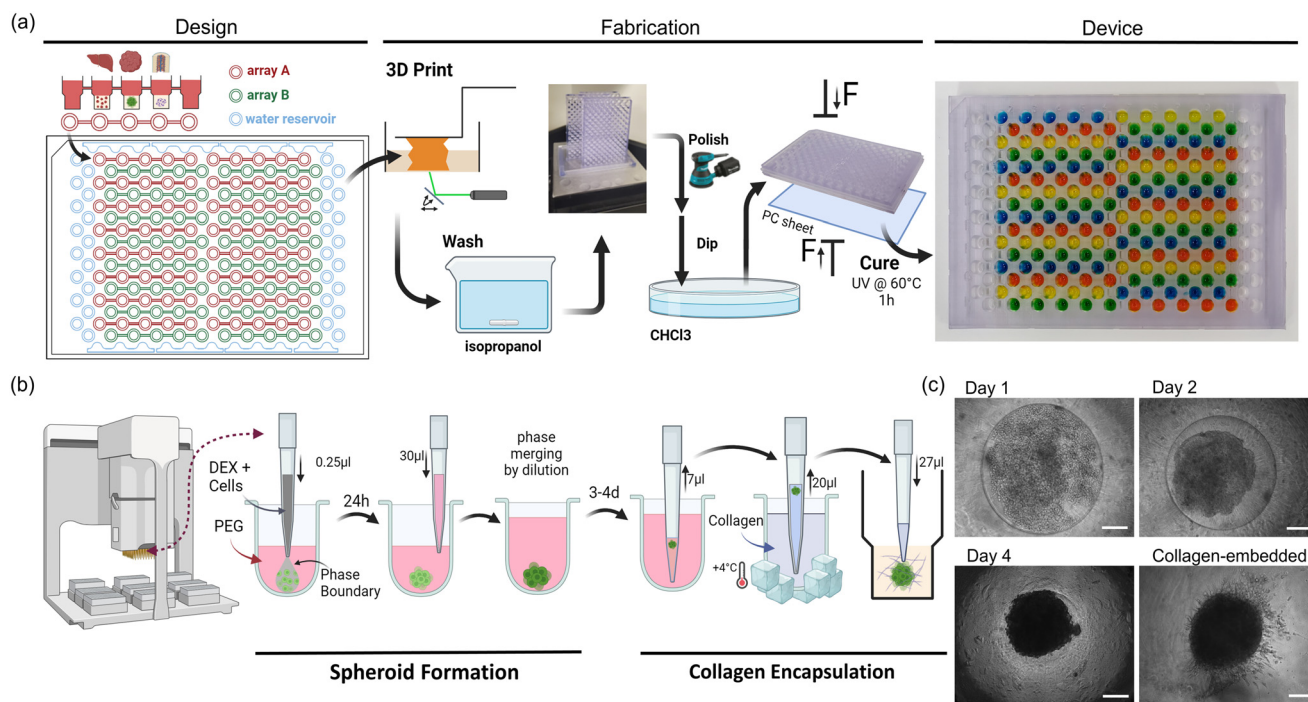 (a)
Design
Fabrication
Device
array A
array B
water reservoir
3D Print
Wash
isopropanol
Polish
Dip
CHCl3
F
PC sheet
F
Cure
UV @ 60°C
1h
(b)
DEX +
Cells
PEG
0.25µl
24h
Phase
Boundary
30µl
phase
merging
by dilution
3-4d
7µl
Collagen
+4°C
20µl
27µl
Spheroid Formation
Collagen Encapsulation
(c)
Day 1
Day 2
Day 4
Collagen-embedded